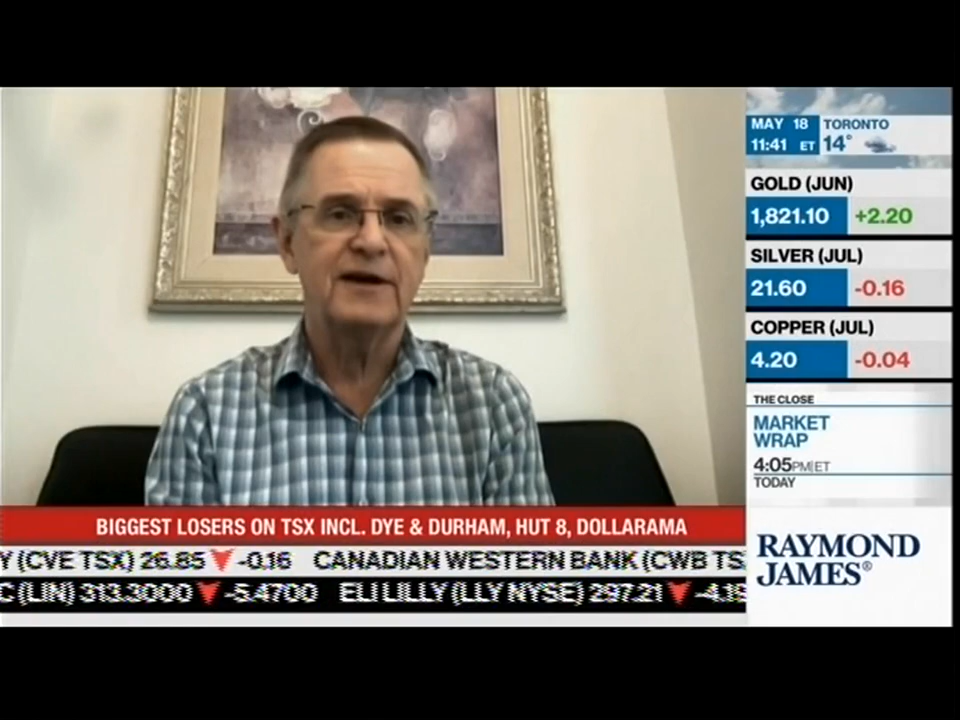 MAY 18
11:41 ET
TORONTO
14°
GOLD (JUN)
1,821.10 +2.20
SILVER (JUL)
21.60 -0.16
COPPER (JUL)
4.20 -0.04
THE CLOSE
MARKET
WRAP
4:05PM|ET
TODAY
RAYMOND
JAMES®
BIGGEST LOSERS ON TSX INCL. DYE & DURHAM, HUT 8, DOLLARAMA
Y (CVE TSX) 26.85 ▼ -0.16 CANADIAN WESTERN BANK (CWB TS
C (LIN) 313.3000 ▼ -5.4700 ELI LILLY (LLY NYSE) 297.21 ▼ -4.19